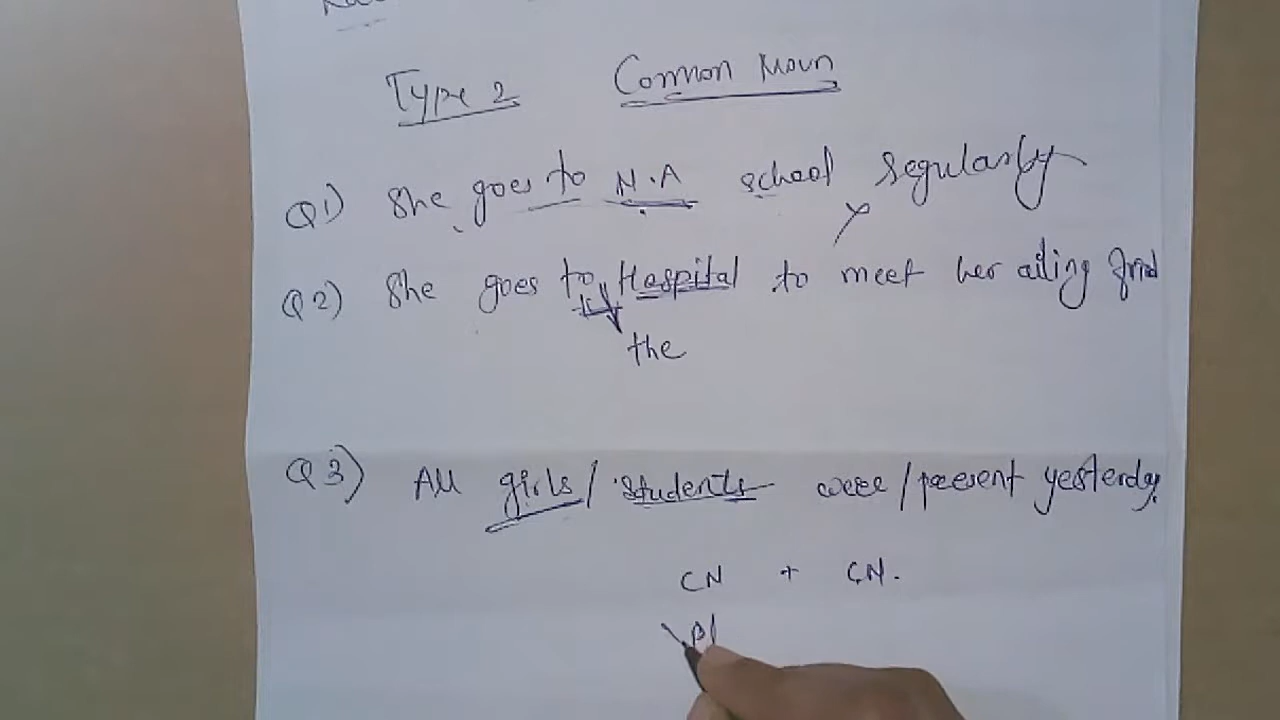 Type 2 Common Noun
Q1) She goes to N.A school regularly
Q2) She goes to Hospital to meet her ailing frnd
the
Q3) All girls/students were/present yesterday.
CN + CN.
Pl